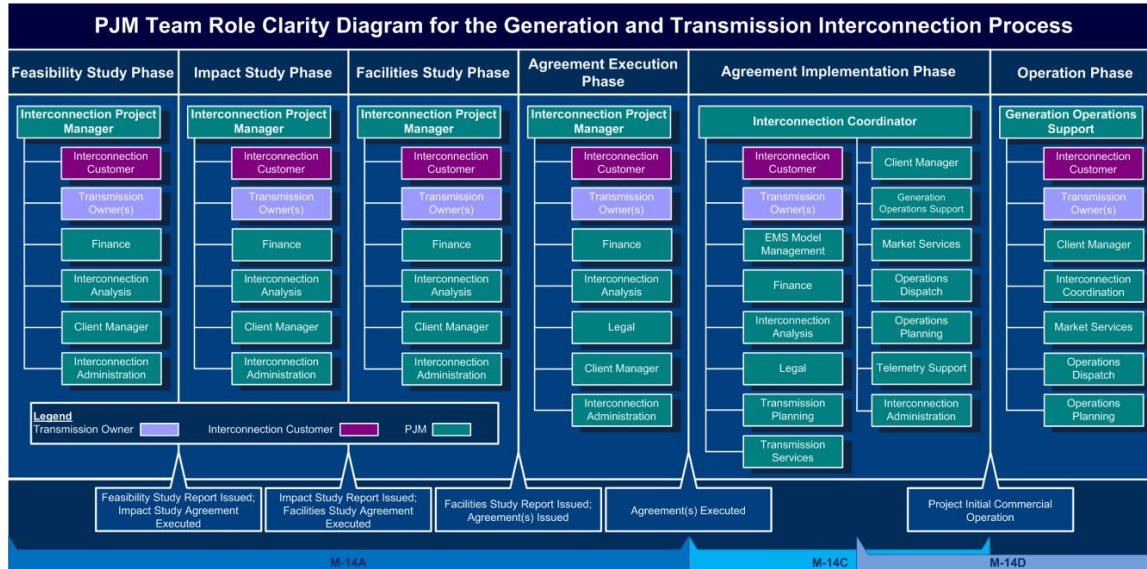 PJM Team Role Clarity Diagram for the Generation and Transmission Interconnection Process
Feasibility Study Phase
Interconnection Project
Manager
Interconnection
Customer
Transmission
Owner(s)
Finance
Interconnection
Analysis
Client Manager
Interconnection
Administration
Impact Study Phase
Interconnection Project
Manager
Interconnection
Customer
Transmission
Owner(s)
Finance
Interconnection
Analysis
Client Manager
Interconnection
Administration
Facilities Study Phase
Interconnection Project
Manager
Interconnection
Customer
Transmission
Owner(s)
Finance
Interconnection
Analysis
Client Manager
Interconnection
Administration
Agreement Execution
Phase
Interconnection Project
Manager
Interconnection
Customer
Transmission
Owner(s)
Finance
Interconnection
Analysis
Legal
Client Manager
Interconnection
Administration
Agreement Implementation Phase
Interconnection Coordinator
Interconnection
Customer
Transmission
Owner(s)
EMS Model
Management
Finance
Interconnection
Analysis
Legal
Transmission
Planning
Transmission
Services
Client Manager
Generation
Operations Support
Market Services
Operations
Dispatch
Operations
Planning
Telemetry Support
Interconnection
Administration
Operation Phase
Generation Operations
Support
Interconnection
Customer
Transmission
Owner(s)
Client Manager
Interconnection
Coordination
Market Services
Operations
Dispatch
Operations
Planning
Legend
Transmission Owner
Interconnection Customer
PJM
Feasibility Study Report Issued;
Impact Study Agreement
Executed
Impact Study Report Issued;
Facilities Study Agreement
Executed
Facilities Study Report Issued;
Agreement(s) Issued
Agreement(s) Executed
Project Initial Commercial
Operation
M-14A
M-14C
M-14D